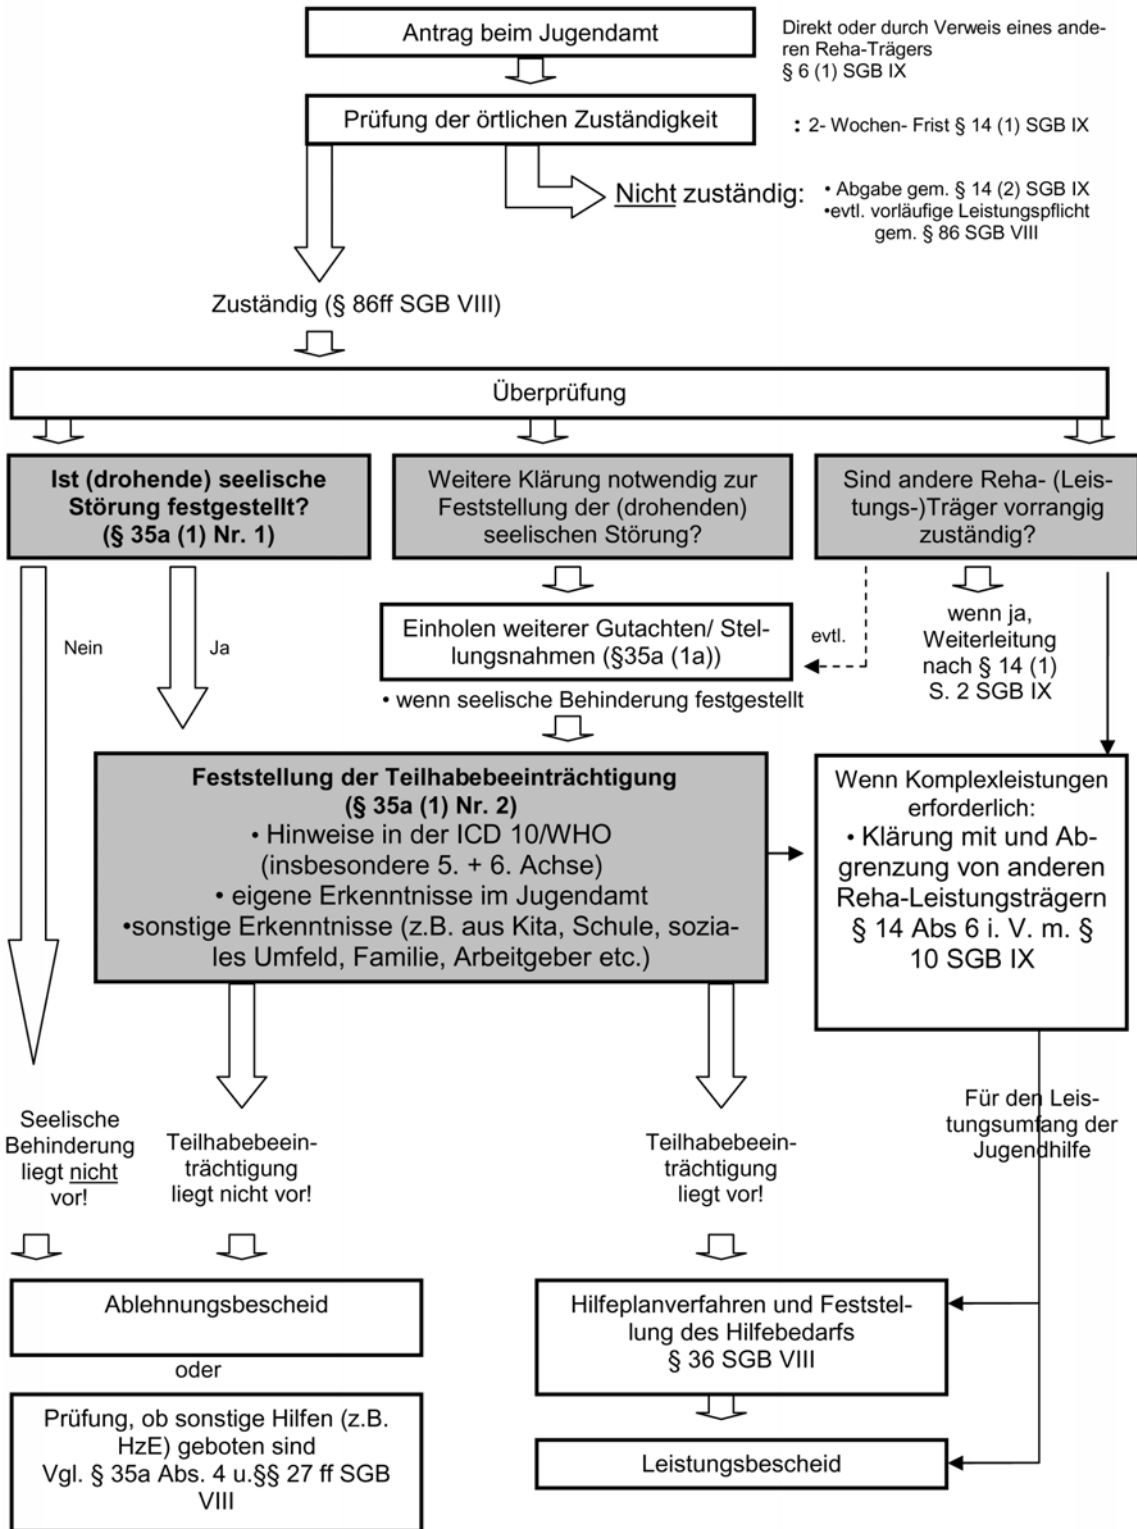 Antrag beim Jugendamt
Direkt oder durch Verweis eines ande-
ren Reha-Trägers
§ 6 (1) SGB IX
Prüfung der örtlichen Zuständigkeit
: 2- Wochen- Frist § 14 (1) SGB IX
Nicht zuständig:
• Abgabe gem. § 14 (2) SGB IX
•evtl. vorläufige Leistungspflicht
gem. § 86 SGB VIII
Zuständig (§ 86ff SGB VIII)
Überprüfung
Ist (drohende) seelische
Störung festgestellt?
(§ 35a (1) Nr. 1)
Weitere Klärung notwendig zur
Feststellung der (drohenden)
seelischen Störung?
Sind andere Reha- (Leis-
tungs-)Träger vorrangig
zuständig?
Nein
Ja
Einholen weiterer Gutachten/ Stel-
lungsnahmen (§35a (1a))
evtl.
wenn ja,
Weiterleitung
nach § 14 (1)
S. 2 SGB IX
• wenn seelische Behinderung festgestellt
Feststellung der Teilhabebeeinträchtigung
(§ 35a (1) Nr. 2)
• Hinweise in der ICD 10/WHO
(insbesondere 5. + 6. Achse)
• eigene Erkenntnisse im Jugendamt
•sonstige Erkenntnisse (z.B. aus Kita, Schule, sozia-
les Umfeld, Familie, Arbeitgeber etc.)
Wenn Komplexleistungen
erforderlich:
• Klärung mit und Ab-
grenzung von anderen
Reha-Leistungsträgern
§ 14 Abs 6 i. V. m. §
10 SGB IX
Seelische
Behinderung
liegt nicht
vor!
Teilhabebeein-
trächtigung
liegt nicht vor!
Teilhabebeein-
trächtigung
liegt vor!
Für den Leis-
tungsumfang der
Jugendhilfe
Ablehnungsbescheid
oder
Prüfung, ob sonstige Hilfen (z.B.
HzE) geboten sind
Vgl. § 35a Abs. 4 u.§§ 27 ff SGB
VIII
Hilfeplanverfahren und Feststel-
lung des Hilfebedarfs
§ 36 SGB VIII
Leistungsbescheid